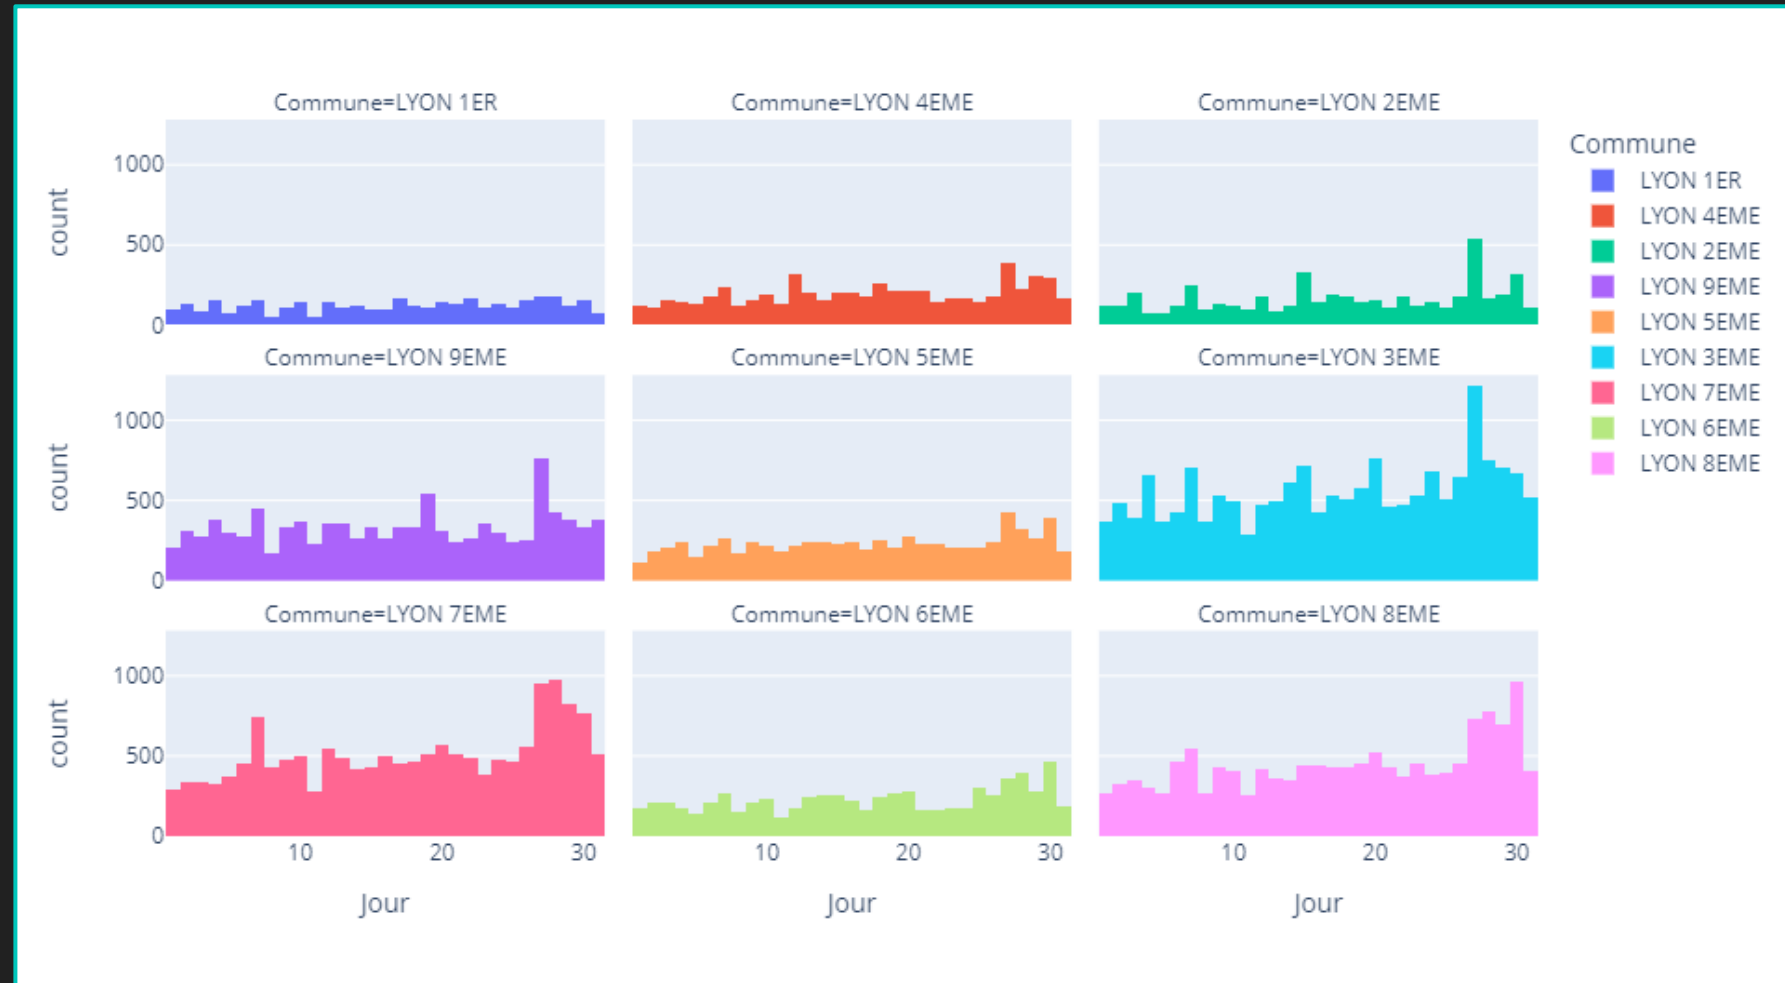 Commune=LYON 1ER
Commune=LYON 4EME
Commune=LYON 2EME
count
1000
500
0
Commune=LYON 9EME
Commune=LYON 5EME
Commune=LYON 3EME
count
1000
500
0
Commune=LYON 7EME
Commune=LYON 6EME
Commune=LYON 8EME
count
1000
500
0
10 20 30
10 20 30
10 20 30
Jour
Jour
Jour
Commune
LYON 1ER
LYON 4EME
LYON 2EME
LYON 9EME
LYON 5EME
LYON 3EME
LYON 7EME
LYON 6EME
LYON 8EME